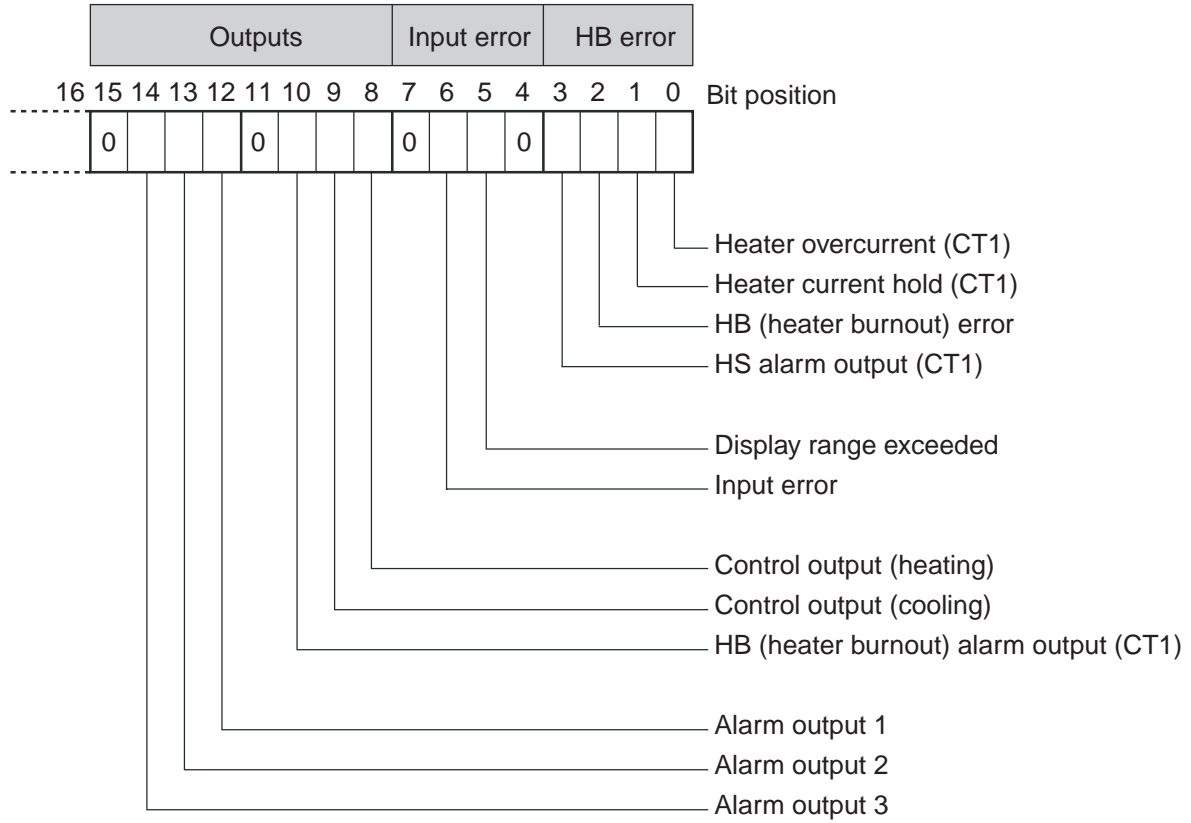 Outputs Input error HB error
16 15 14 13 12 11 10 9 8 7 6 5 4 3 2 1 0 Bit position
0 0 0 0
Heater overcurrent (CT1)
Heater current hold (CT1)
HB (heater burnout) error
HS alarm output (CT1)
Display range exceeded
Input error
Control output (heating)
Control output (cooling)
HB (heater burnout) alarm output (CT1)
Alarm output 1
Alarm output 2
Alarm output 3